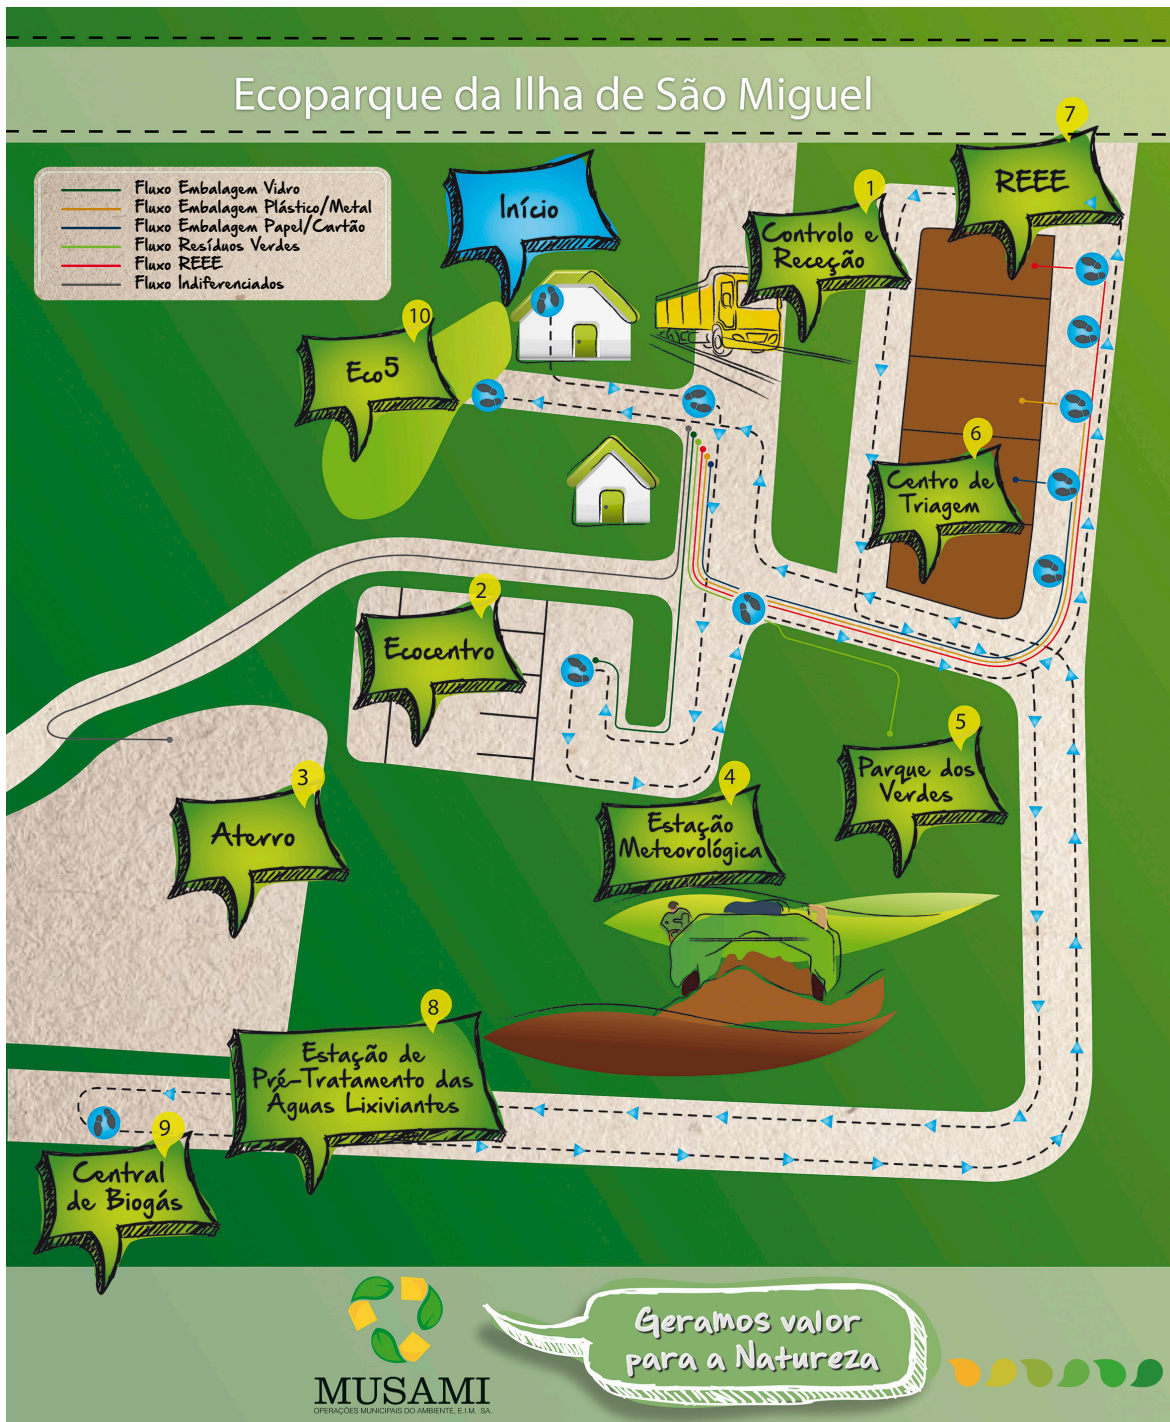 Ecoparque da Ilha de São Miguel
Fluxo Embalagem Vidro
Fluxo Embalagem Plástico/Metal
Fluxo Embalagem Papel/Cartão
Fluxo Resíduos Verdes
Fluxo REEE
Fluxo Indiferenciados
Início
1
Controlo e
Receção
7
REEE
10
Eco5
6
Centro de
Triagem
2
Ecocentro
3
Aterro
4
Estação
Meteorológica
5
Parque dos
Verdes
8
Estação de
Pré-Tratamento das
Águas Lixiviantes
9
Central
de Biogás
MUSAMI
OPERAÇÕES MUNICIPAIS DO AMBIENTE, E.I.M. SA.
Geramos valor
para a Natureza